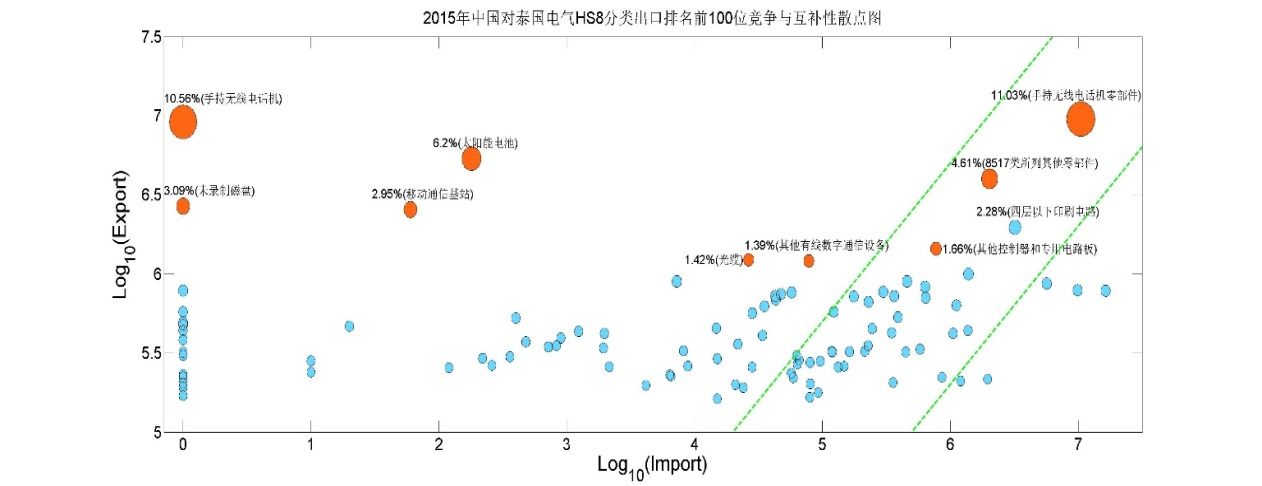 2015年中国对泰国电气HS8分类出口排名前100位竞争与互补性散点图
7.5
10.56%(手持无线电话机)
11.03%(手持无线电话机零部件)
7
6.2%(太阳能电池)
4.61%(8517类所列其他零部件)
3.09%(未录制磁盘)
2.95%(移动通信基站)
6.5
2.28%(四层以下印刷电路)
1.39%(其他有线数字通信设备)
1.66%(其他控制器和专用电路板)
1.42%(光缆)
6
5.5
5
Log10(Export)
0 1 2 3 4 5 6 7
Log10(Import)